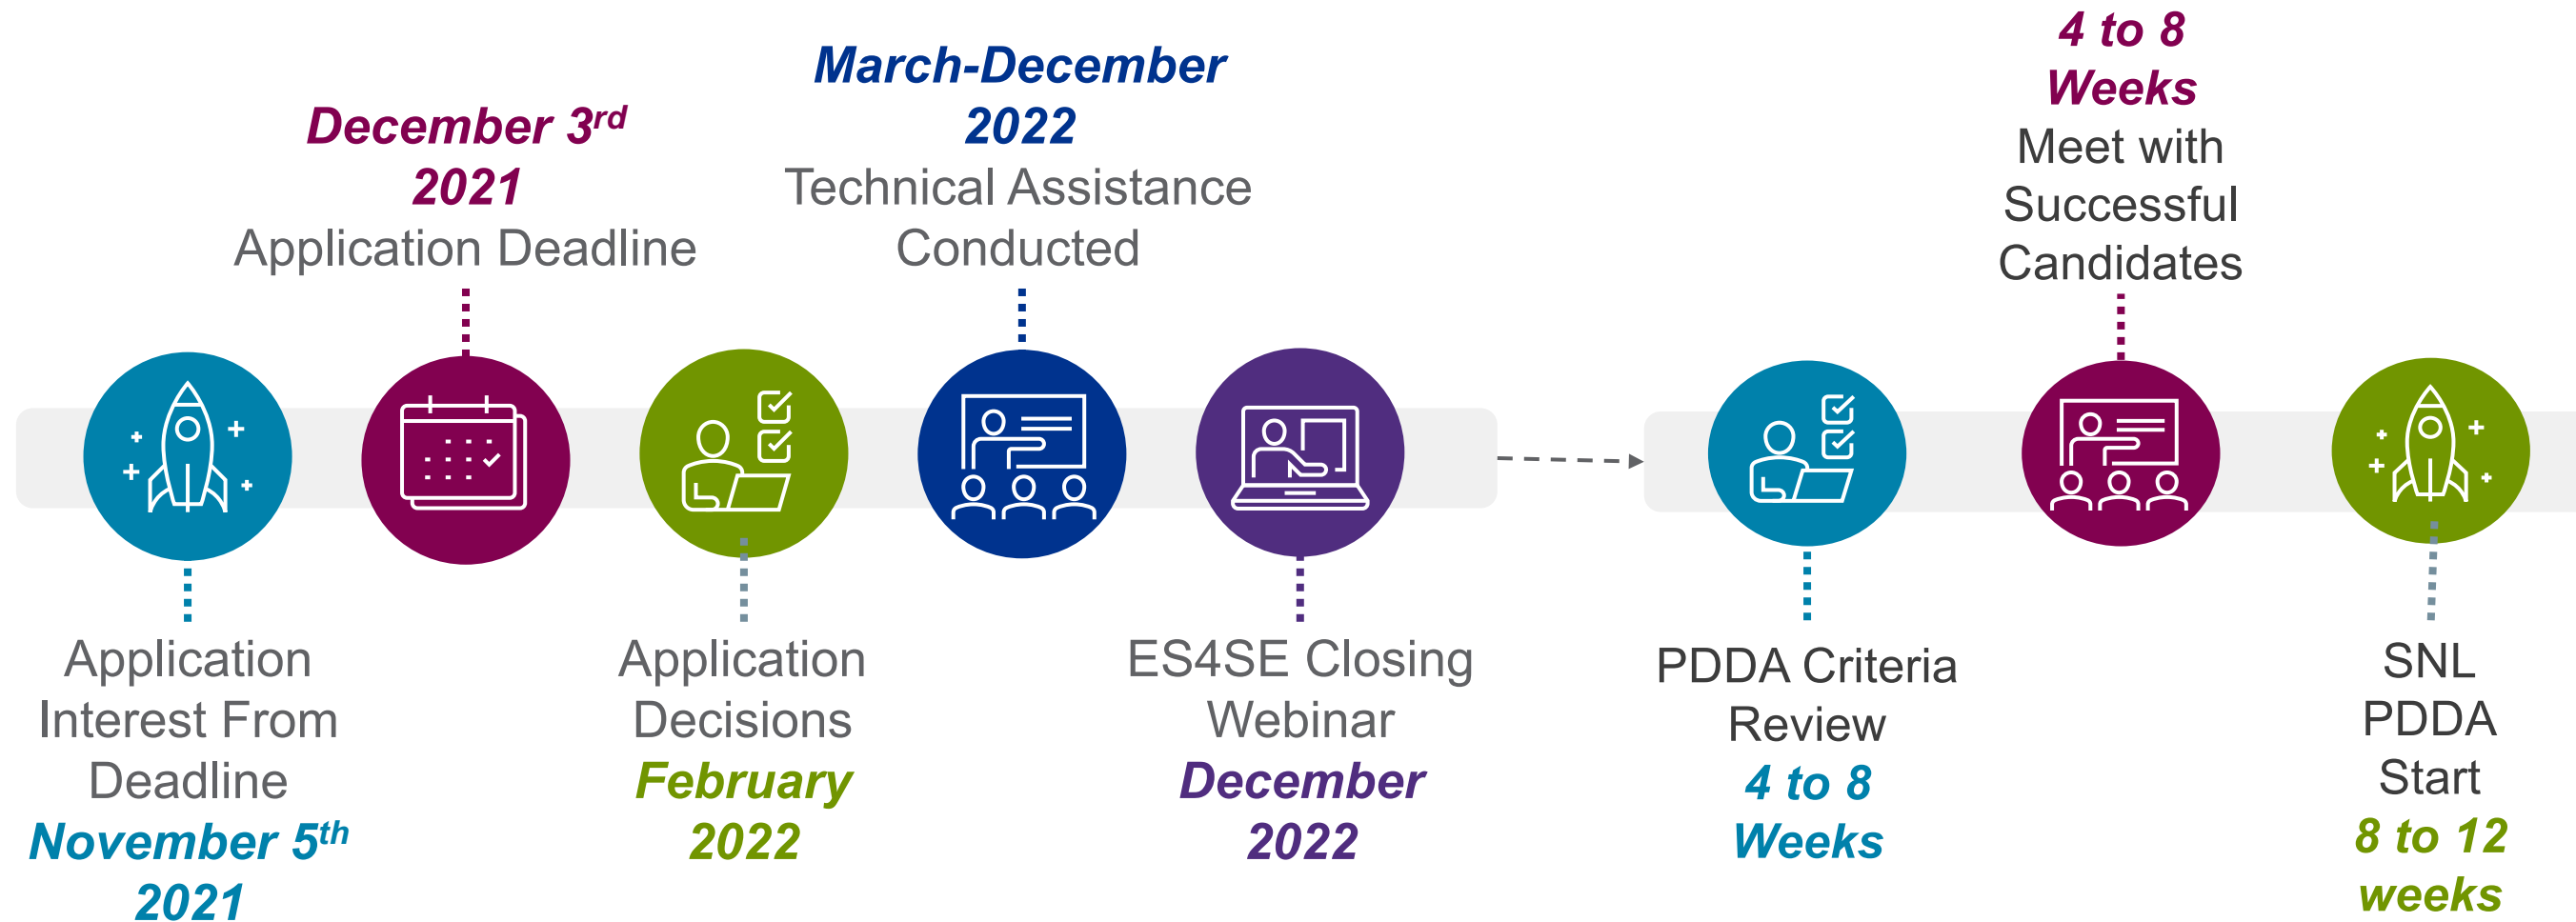 Application
Interest From
Deadline
November 5th
2021
December 3rd
2021
Application Deadline
Application
Decisions
February
2022
March-December
2022
Technical Assistance
Conducted
ES4SE Closing
Webinar
December
2022
PDDA Criteria
Review
4 to 8
Weeks
4 to 8
Weeks
Meet with
Successful
Candidates
SNL
PDDA
Start
8 to 12
weeks